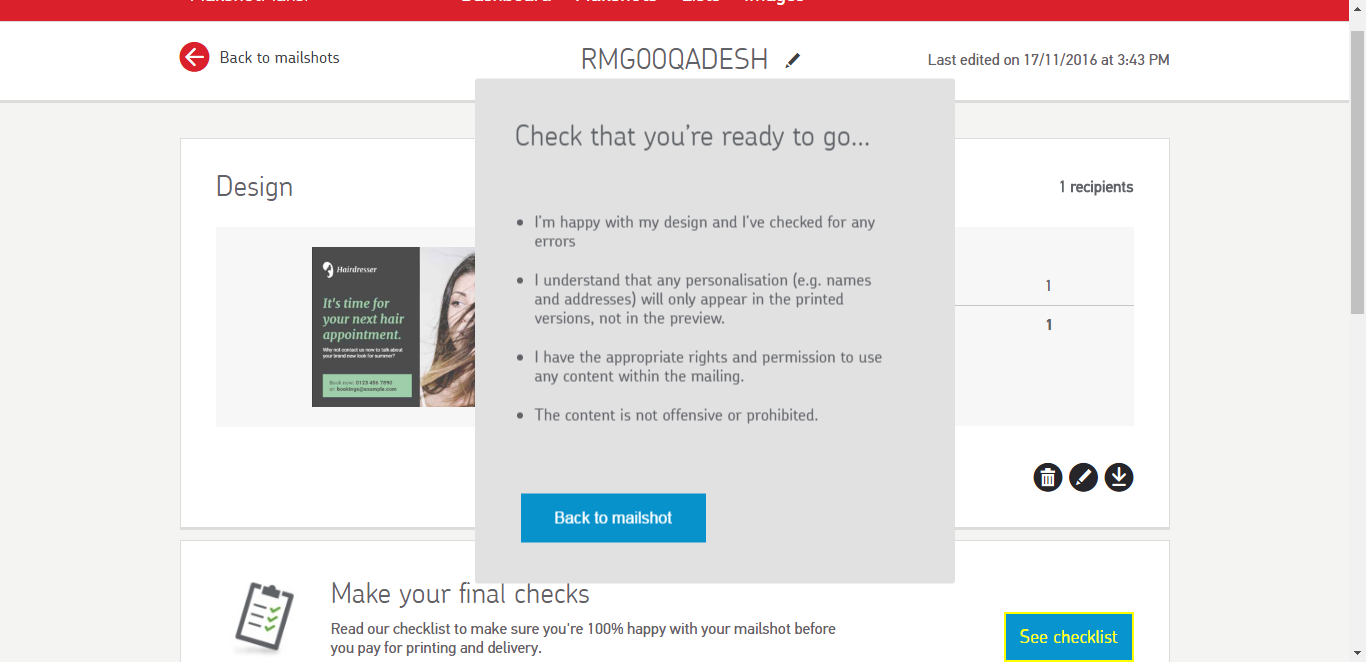 MailshotMaker Dashboard Mailshots Lists Images
Back to mailshots
RMG00QADESH
Last edited on 17/11/2016 at 3:43 PM
Check that you're ready to go...
Design
1 recipients
I'm happy with my design and I've checked for any
errors
I understand that any personalisation (e.g. names
and addresses) will only appear in the printed
versions, not in the preview.
I have the appropriate rights and permission to use
any content within the mailing.
The content is not offensive or prohibited.
Hairdresser
It's time for
your next hair
appointment.
Why not contact us now to talk about
your brand new look for summer?
Book now: 0123 456 7890
or: bookings@example.com
1
1
Back to mailshot
Make your final checks
Read our checklist to make sure you're 100% happy with your mailshot before
you pay for printing and delivery.
See checklist